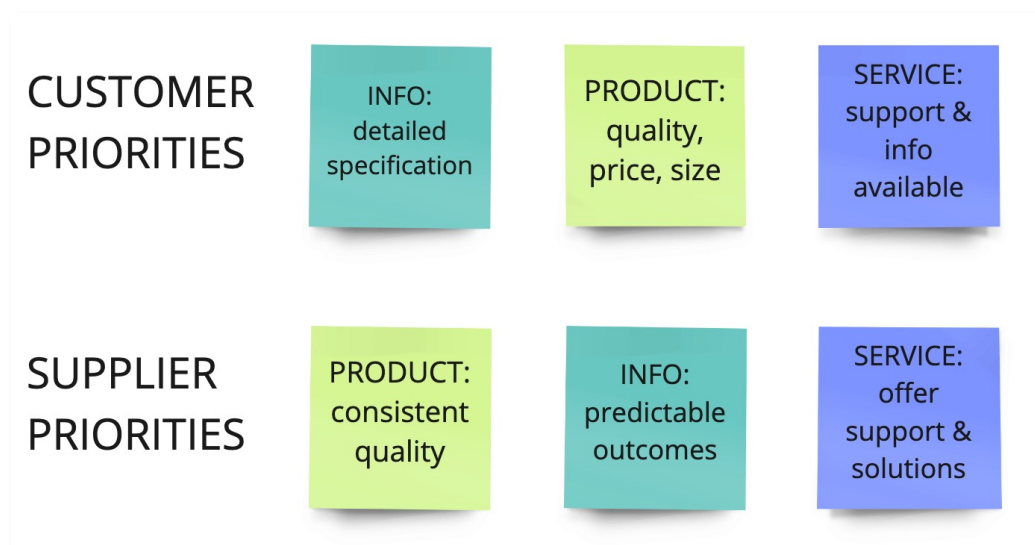 CUSTOMER
PRIORITIES
INFO:
detailed
specification
PRODUCT:
quality,
price, size
SERVICE:
support &
info
available
SUPPLIER
PRIORITIES
PRODUCT:
consistent
quality
INFO:
predictable
outcomes
SERVICE:
offer
support &
solutions